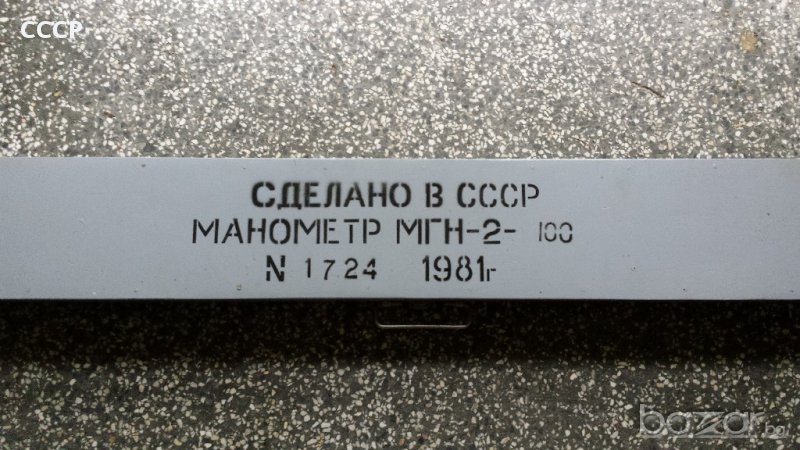 СССР
СДЕЛАНО В СССР
МАНОМЕТР МГН-2- 100
N 1724 1981г
bazar.bg